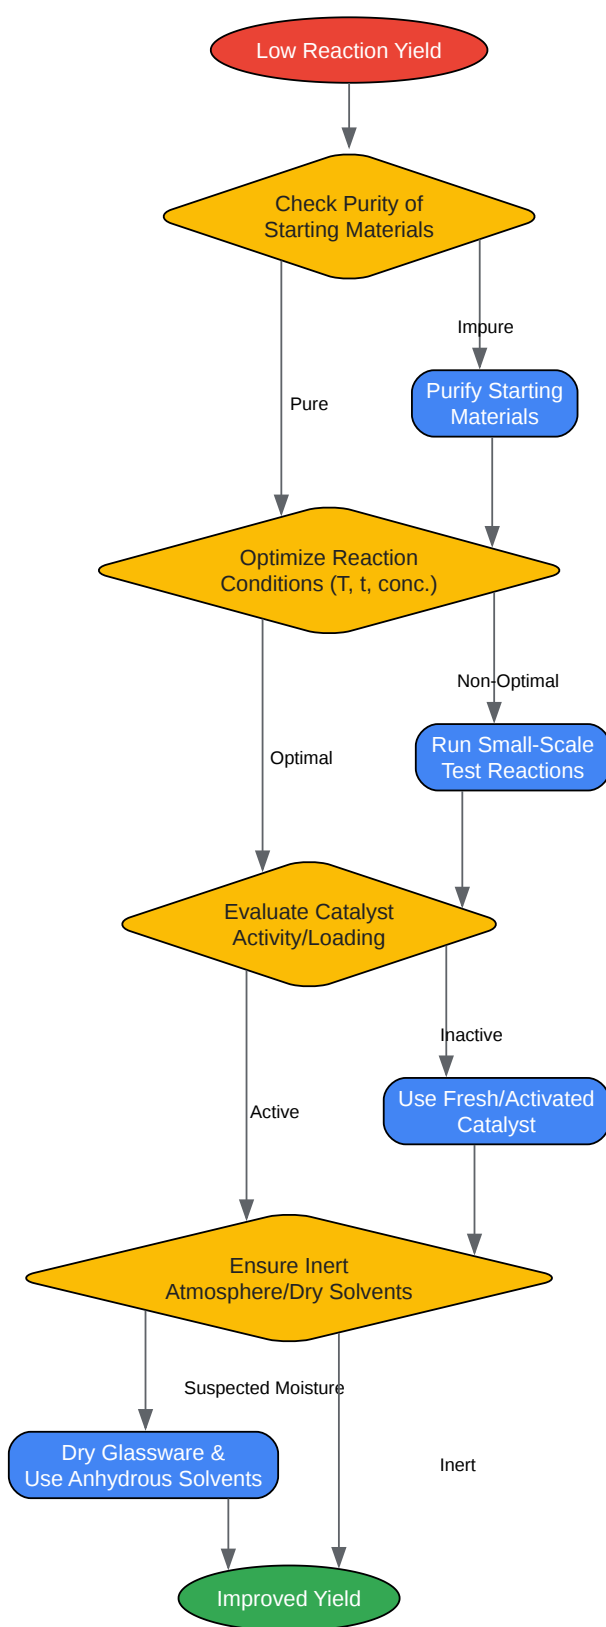 Low Reaction Yield
Check Purity of
Starting Materials
Impure
Purify Starting
Materials
Pure
Optimize Reaction
Conditions (T, t, conc.)
Non-Optimal
Run Small-Scale
Test Reactions
Optimal
Evaluate Catalyst
Activity/Loading
Inactive
Use Fresh/Activated
Catalyst
Active
Ensure Inert
Atmosphere/Dry Solvents
Suspected Moisture
Dry Glassware &
Use Anhydrous Solvents
Inert
Improved Yield